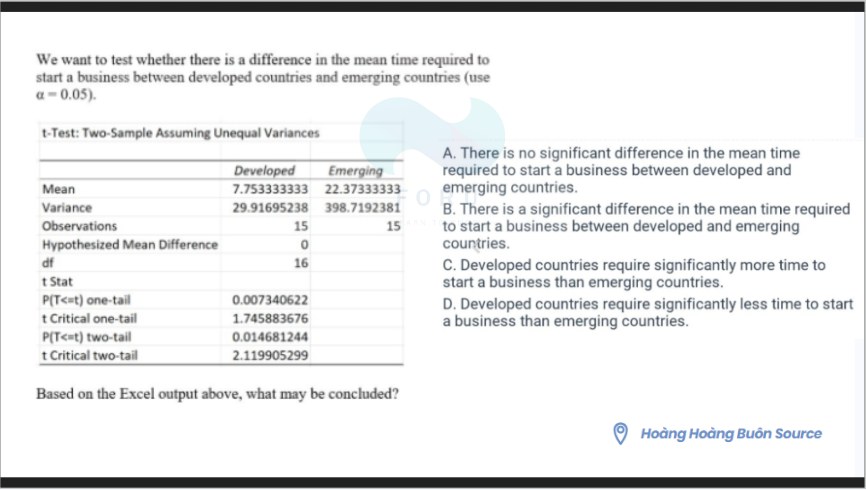 We want to test whether there is a difference in the mean time required to
start a business between developed countries and emerging countries (use
α = 0.05).
t-Test: Two-Sample Assuming Unequal Variances
Developed Emerging
Mean 7.753333333 22.37333333
Variance 29.91695238 398.7192381
Observations 15 15
Hypothesized Mean Difference 0
df 16
t Stat
P(T<=t) one-tail 0.007340622
t Critical one-tail 1.745883676
P(T<=t) two-tail 0.014681244
t Critical two-tail 2.119905299
Based on the Excel output above, what may be concluded?
A. There is no significant difference in the mean time
required to start a business between developed and
emerging countries.
B. There is a significant difference in the mean time required
to start a business between developed and emerging
countries.
C. Developed countries require significantly more time to
start a business than emerging countries.
D. Developed countries require significantly less time to start
a business than emerging countries.
Hoàng Hoàng Buôn Source